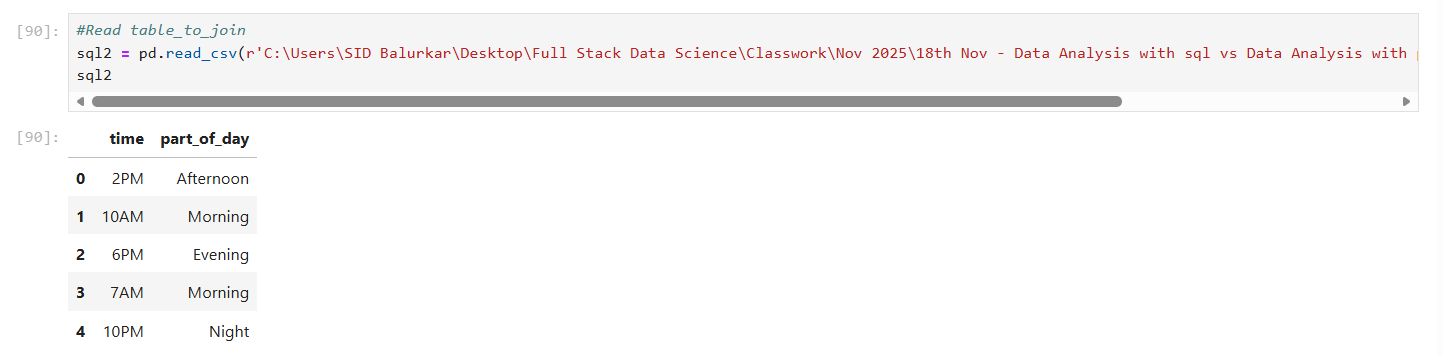 [90]: #Read table_to_join
sql2 = pd.read_csv(r'C:\Users\SID Balurkar\Desktop\Full Stack Data Science\Classwork\Nov 2025\18th Nov - Data Analysis with sql vs Data Analysis with
sql2
[90]: time part_of_day
0 2PM Afternoon
1 10AM Morning
2 6PM Evening
3 7AM Morning
4 10PM Night